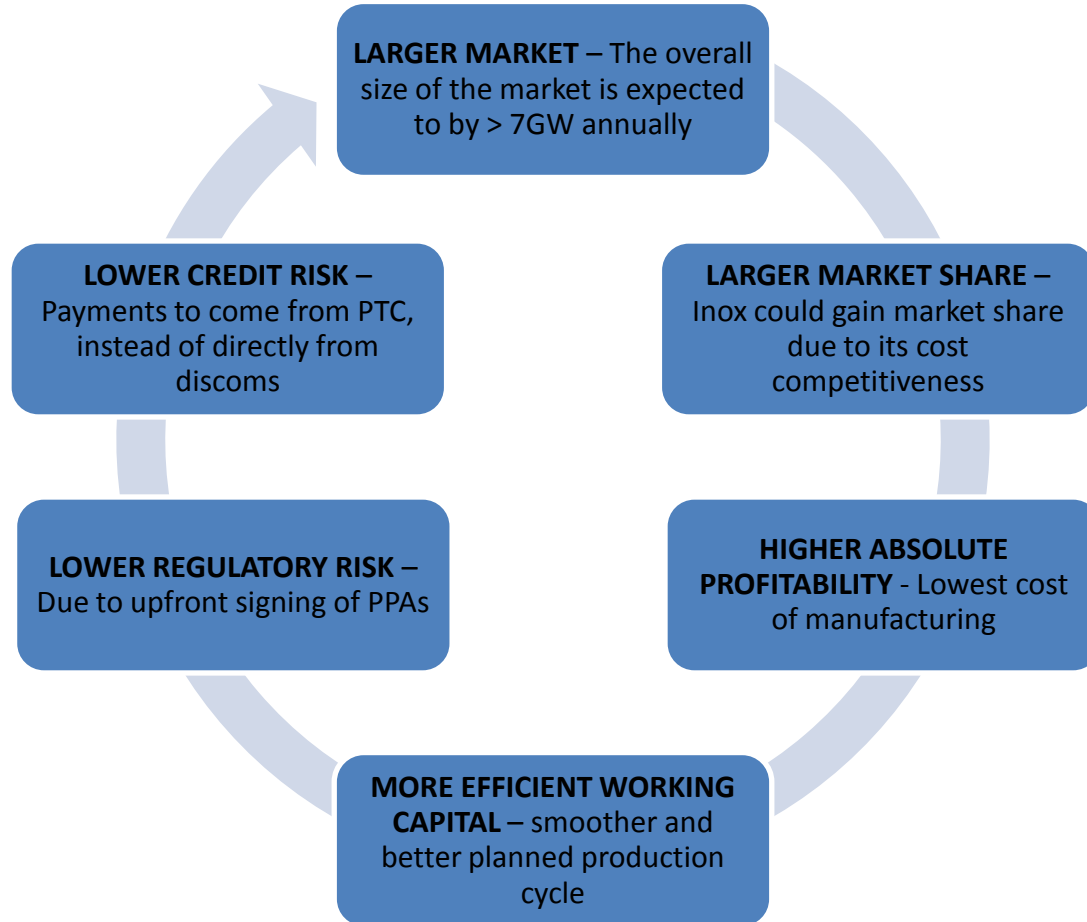 LARGER MARKET – The overall
size of the market is expected
to by > 7GW annually
LARGER MARKET SHARE –
Inox could gain market share
due to its cost
competitiveness
HIGHER ABSOLUTE
PROFITABILITY - Lowest cost
of manufacturing
MORE EFFICIENT WORKING
CAPITAL – smoother and
better planned production
cycle
LOWER REGULATORY RISK –
Due to upfront signing of PPAs
LOWER CREDIT RISK –
Payments to come from PTC,
instead of directly from
discoms